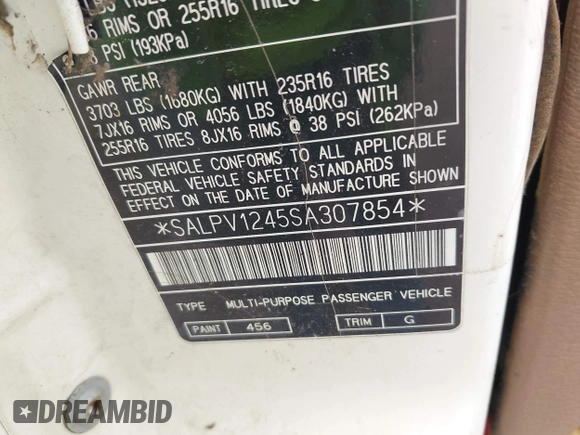 6 RIMS OR 255R16 TIRES
PSI (193KPa)
GAWR REAR
3703 LBS (1680KG) WITH 235R16 TIRES
7JX16 RIMS OR 4056 LBS (1840KG) WITH
255R16 TIRES 8JX16 RIMS @ 38 PSI (262KPa)
THIS VEHICLE CONFORMS TO ALL APPLICABLE
FEDERAL VEHICLE SAFETY STANDARDS IN
EFFECT ON THE DATE OF MANUFACTURE SHOWN
*SALPV1245SA307854*
TYPE MULTI-PURPOSE PASSENGER VEHICLE
PAINT 456 TRIM G
DREAMBID